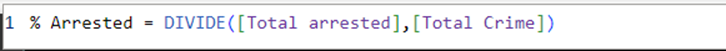 1 % Arrested = DIVIDE([Total arrested],[Total Crime])